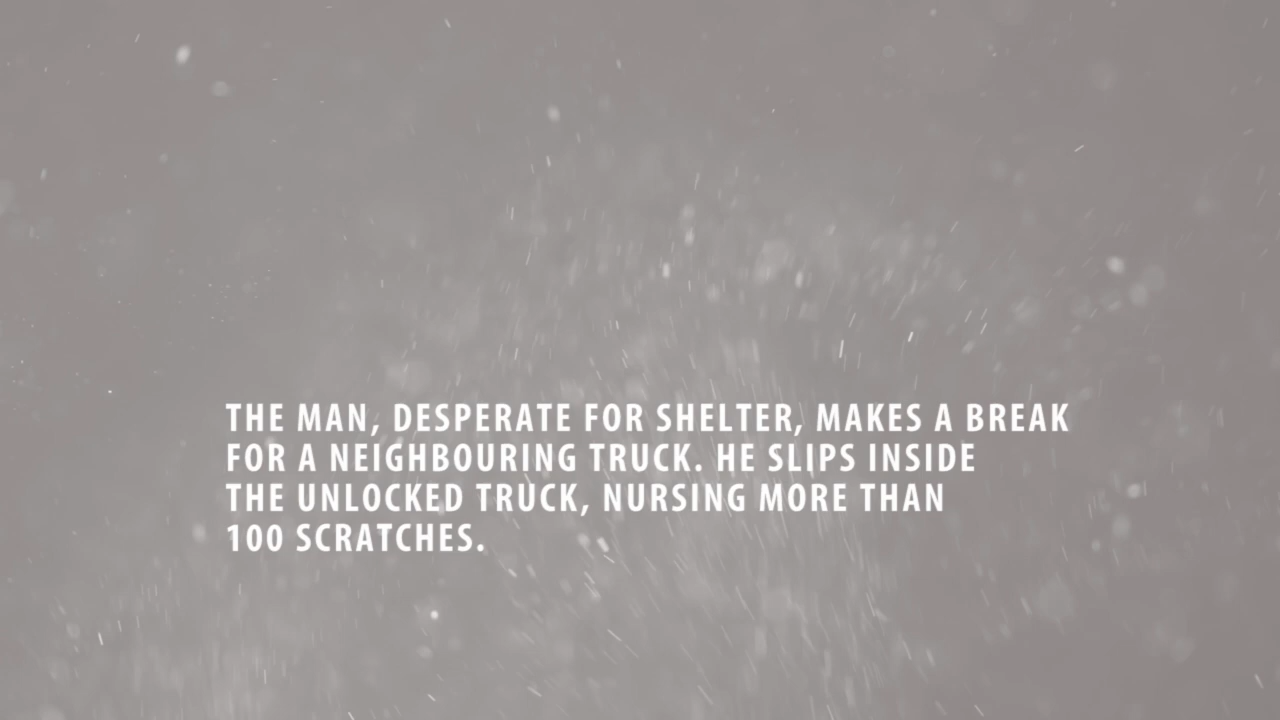 THE MAN, DESPERATE FOR SHELTER, MAKES A BREAK
FOR A NEIGHBOURING TRUCK. HE SLIPS INSIDE
THE UNLOCKED TRUCK, NURSING MORE THAN
100 SCRATCHES.